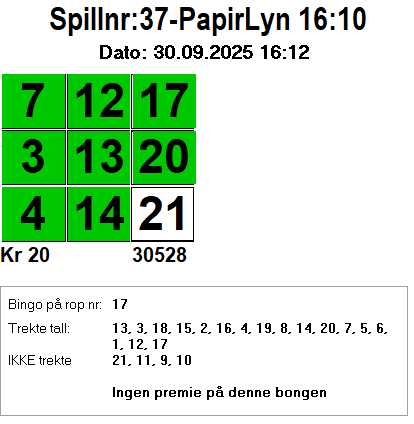 Spillnr:37-PapirLyn 16:10
Dato: 30.09.2025 16:12
7 12 17
3 13 20
4 14 21
Kr 20 30528
Bingo på rop nr: 17
Trekte tall: 13, 3, 18, 15, 2, 16, 4, 19, 8, 14, 20, 7, 5, 6,
1, 12, 17
IKKE trekte 21, 11, 9, 10
Ingen premie på denne bongen